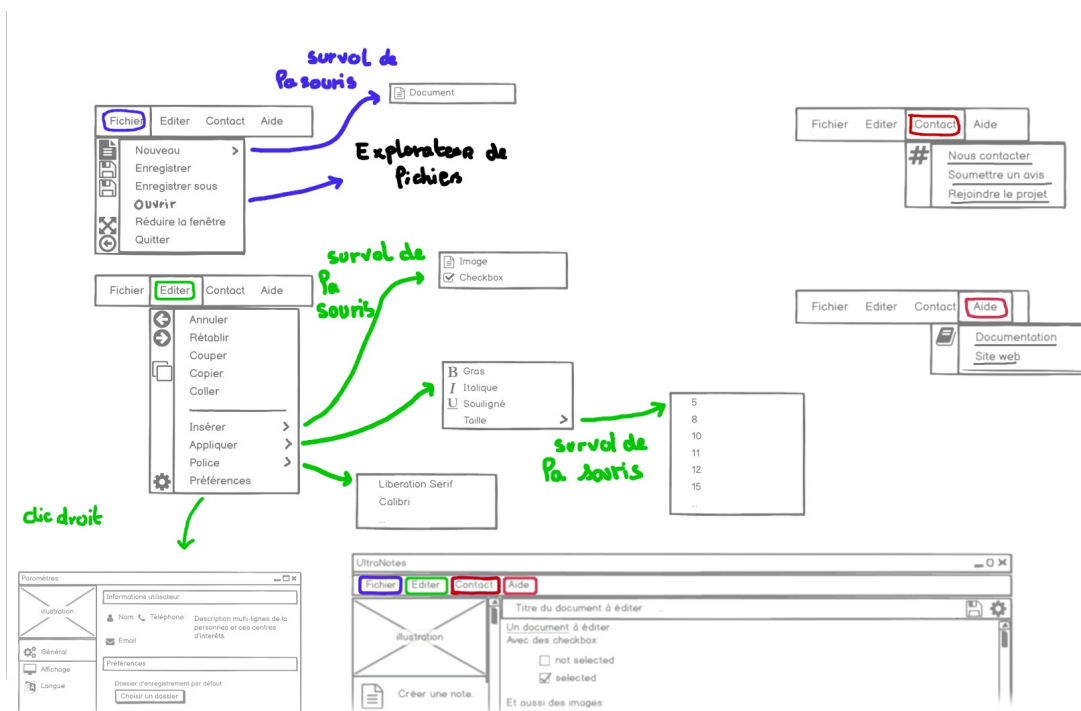 survol de
la souris
Document
Fichier Editer Contact Aide
Nouveau >
Enregistrer
Enregistrer sous
Ouvrir
Réduire la fenêtre
Quitter
Explorateur de
fichiers
Fichier Editer Contact Aide
# Nous contacter
Soumettre un avis
Rejoindre le projet
Fichier Editer Contact Aide
Annuler
Rétablir
Couper
Copier
Coller
Insérer >
Appliquer >
Police >
Préférences
survol de
la
souris
Image
Checkbox
B Gras
I Italique
U Souligné
Taille >
survol de
la souris
5
8
10
11
12
15
...
Liberation Serif
Calibri
...
Fichier Editer Contact Aide
Documentation
Site web
clic droit
Paramètres
illustration
Général
Affichage
Langue
Informations utilisateur
Nom Téléphone
Email
Description multi-lignes de la
personnes et ces centres
d'interêts.
Préférences
Dossier d'enregistrement par défaut
Choisir un dossier
UltraNotes
Fichier Editer Contact Aide
illustration
Créer une note.
Titre du document à éditer ...
Un document à éditer
Avec des checkbox:
not selected
selected
Et aussi des images: